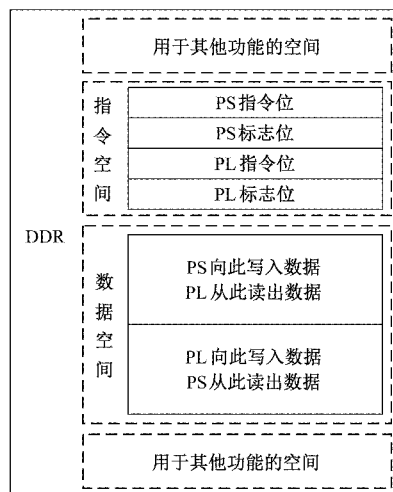 用于其他功能的空间
指令空间
PS指令位
PS标志位
PL指令位
PL标志位
DDR
数据空间
PS向此写入数据
PL从此读出数据
PL向此写入数据
PS从此读出数据
用于其他功能的空间